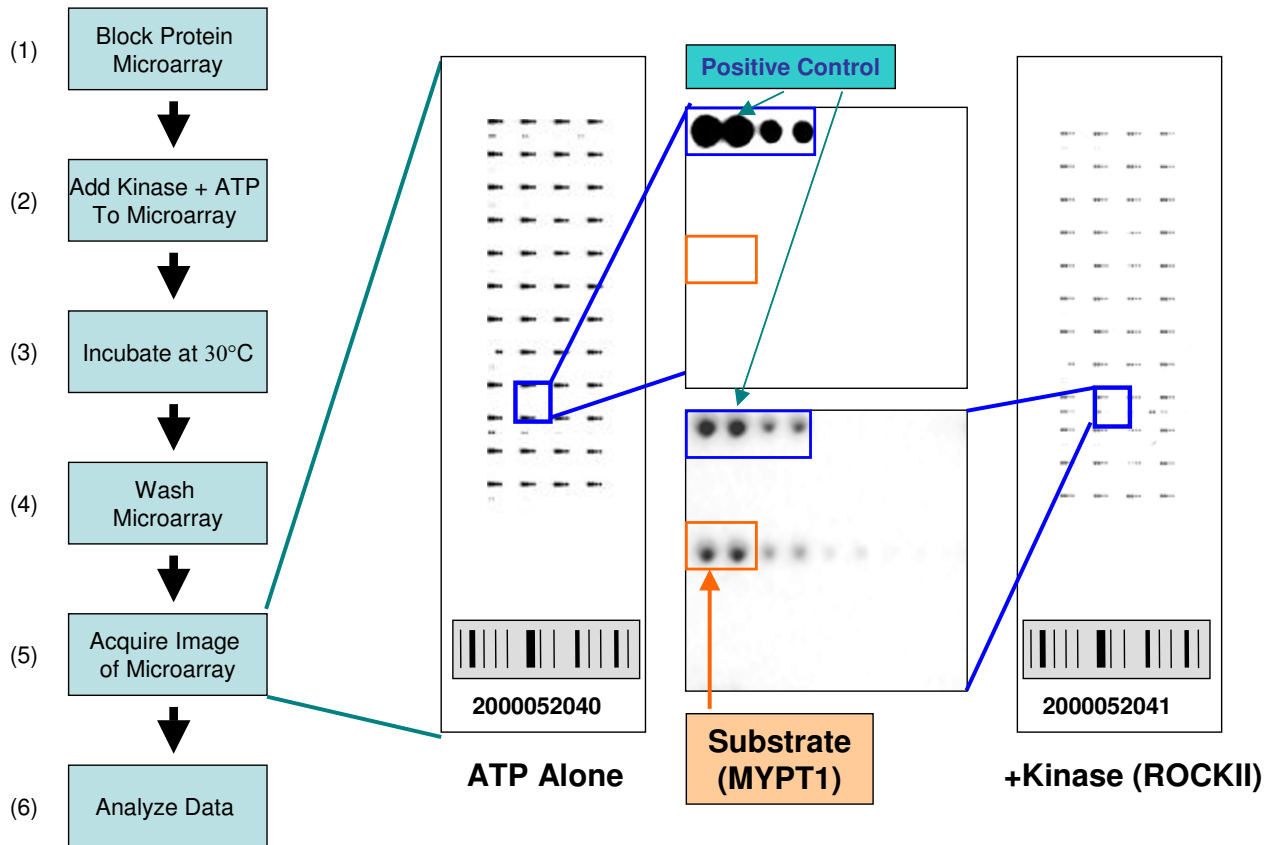 (1)
Block Protein
Microarray
(2)
Add Kinase + ATP
To Microarray
(3)
Incubate at 30°C
(4)
Wash
Microarray
(5)
Acquire Image
of Microarray
(6)
Analyze Data
2000052040
ATP Alone
Positive Control
Substrate
(MYPT1)
2000052041
+Kinase (ROCKII)